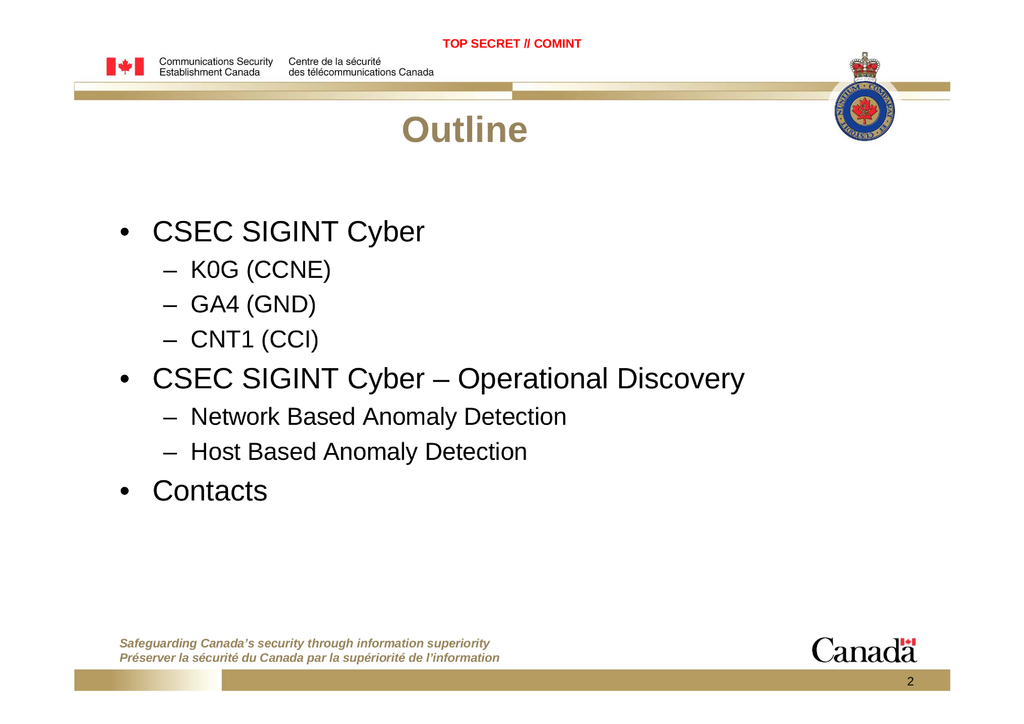 TOP SECRET // COMINT
Communications Security Establishment Canada
Centre de la sécurité des télécommunications Canada
Outline
• CSEC SIGINT Cyber
– K0G (CCNE)
– GA4 (GND)
– CNT1 (CCI)
• CSEC SIGINT Cyber – Operational Discovery
– Network Based Anomaly Detection
– Host Based Anomaly Detection
• Contacts
Safeguarding Canada's security through information superiority
Préserver la sécurité du Canada par la supériorité de l'information
Canada
2